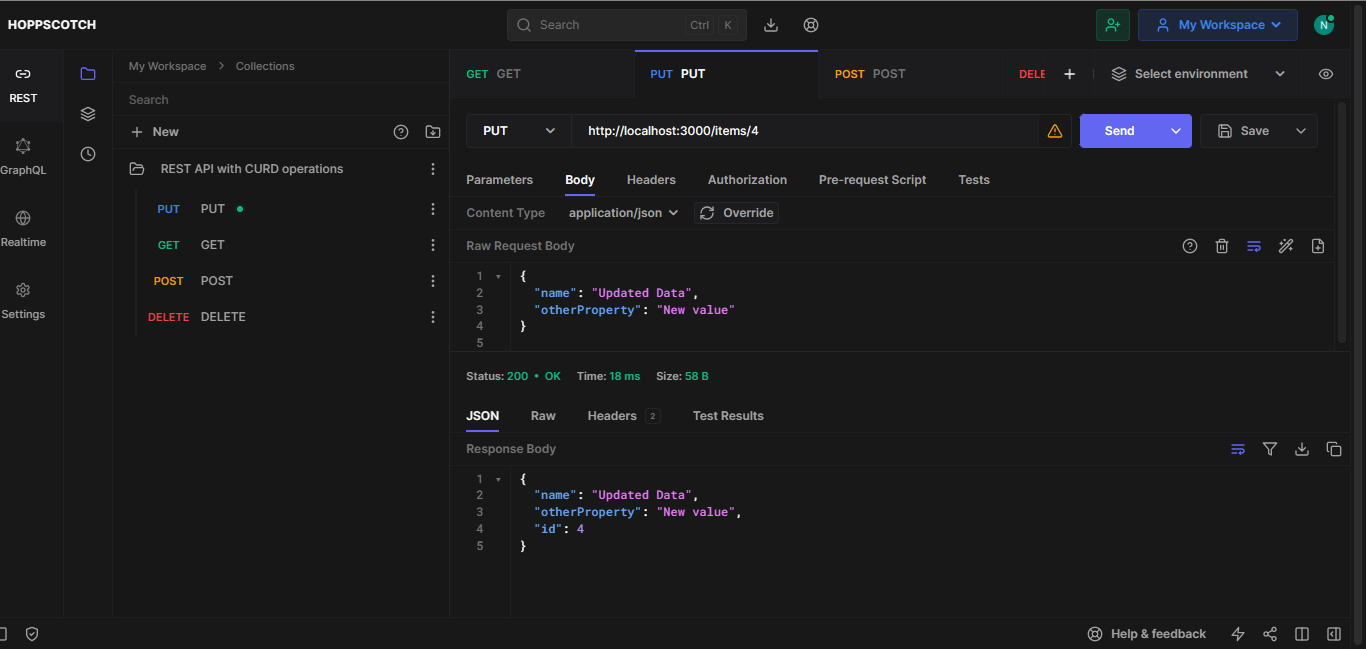 HOPPSCOTCH
Search Ctrl K
My Workspace
N
REST
GraphQL
Realtime
Settings
My Workspace > Collections
Search
+ New
REST API with CURD operations
PUT PUT
GET GET
POST POST
DELETE DELETE
GET GET
PUT PUT
POST POST
DELE
Select environment
PUT http://localhost:3000/items/4
Send
Save
Parameters Body Headers Authorization Pre-request Script Tests
Content Type application/json Override
Raw Request Body
1 {
2 "name": "Updated Data",
3 "otherProperty": "New value"
4 }
5
Status: 200 • OK Time: 18 ms Size: 58 B
JSON Raw Headers 2 Test Results
Response Body
1 {
2 "name": "Updated Data",
3 "otherProperty": "New value",
4 "id": 4
5 }
Help & feedback